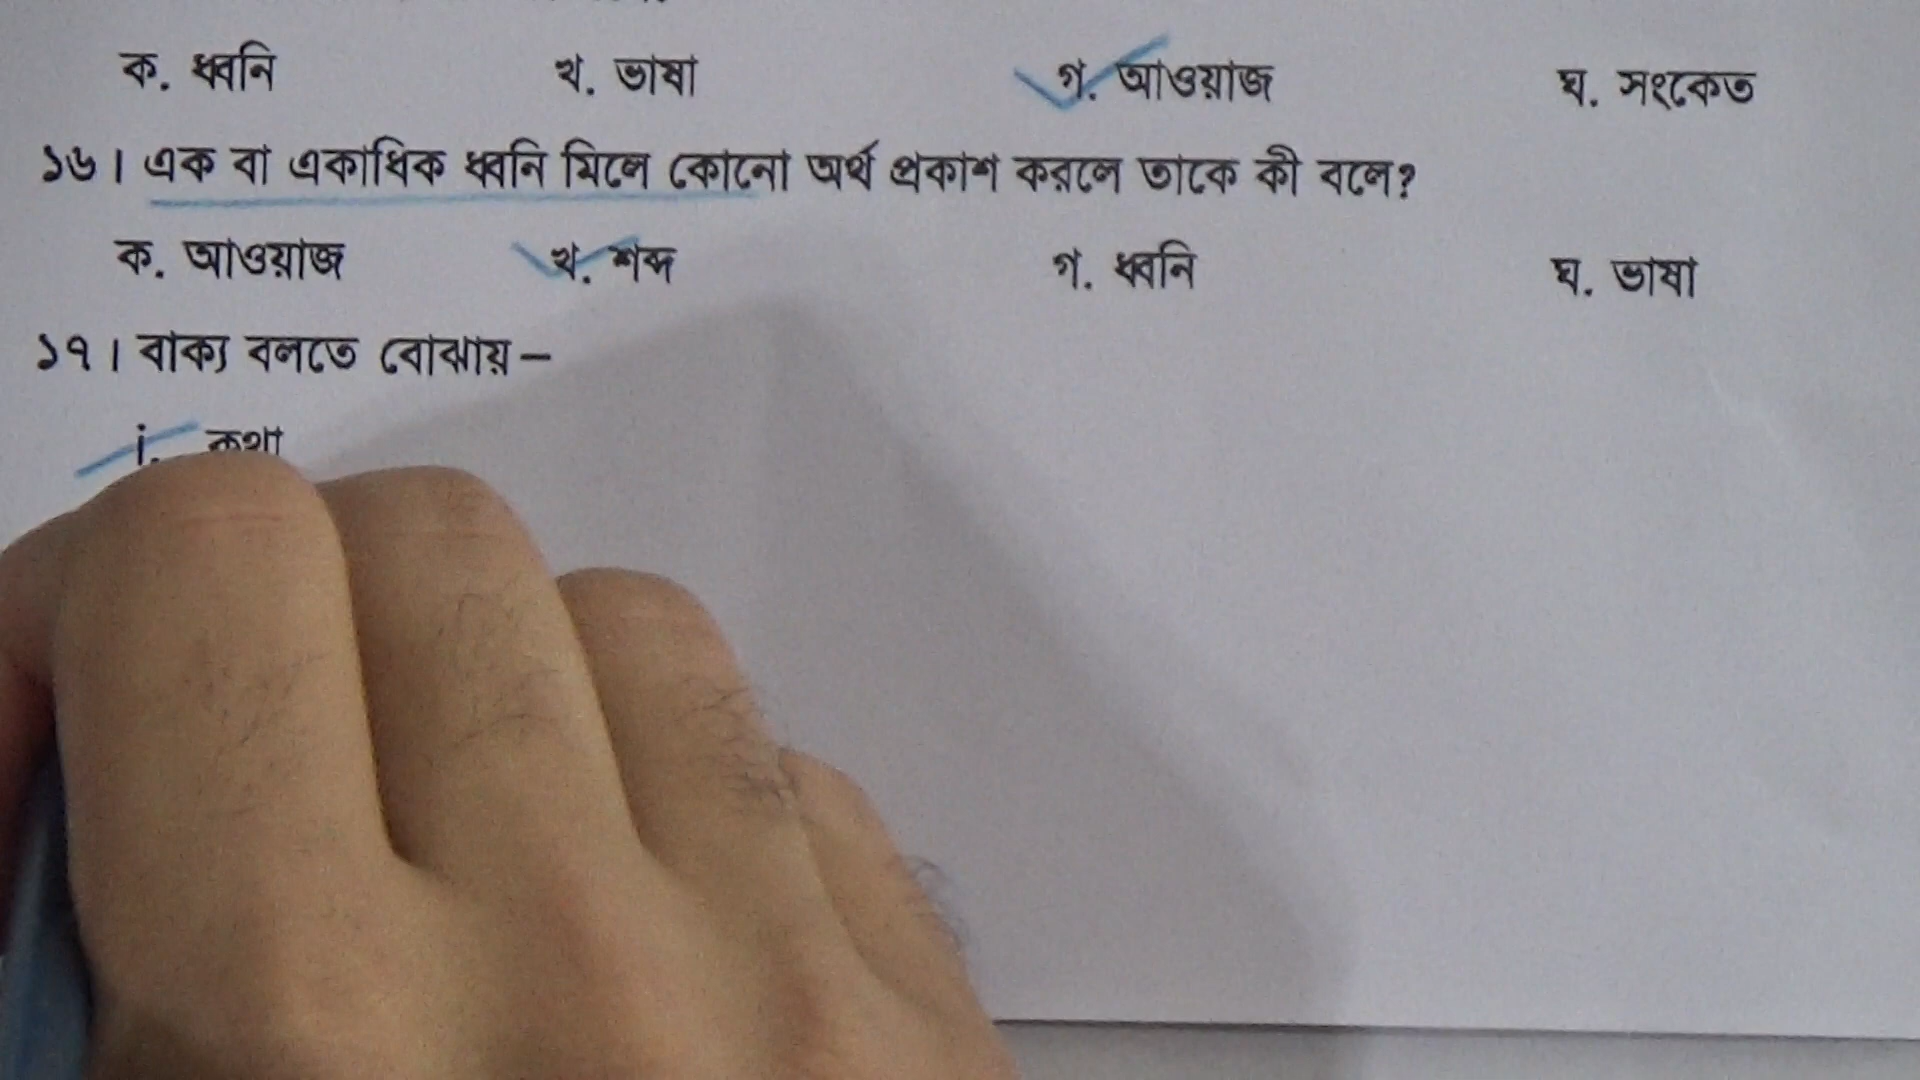 ক. ধ্বনি খ. ভাষা গ. আওয়াজ ঘ. সংকেত
১৬। এক বা একাধিক ধ্বনি মিলে কোনো অর্থ প্রকাশ করলে তাকে কী বলে?
ক. আওয়াজ খ. শব্দ গ. ধ্বনি ঘ. ভাষা
১৭। বাক্য বলতে বোঝায় –
i. কথা